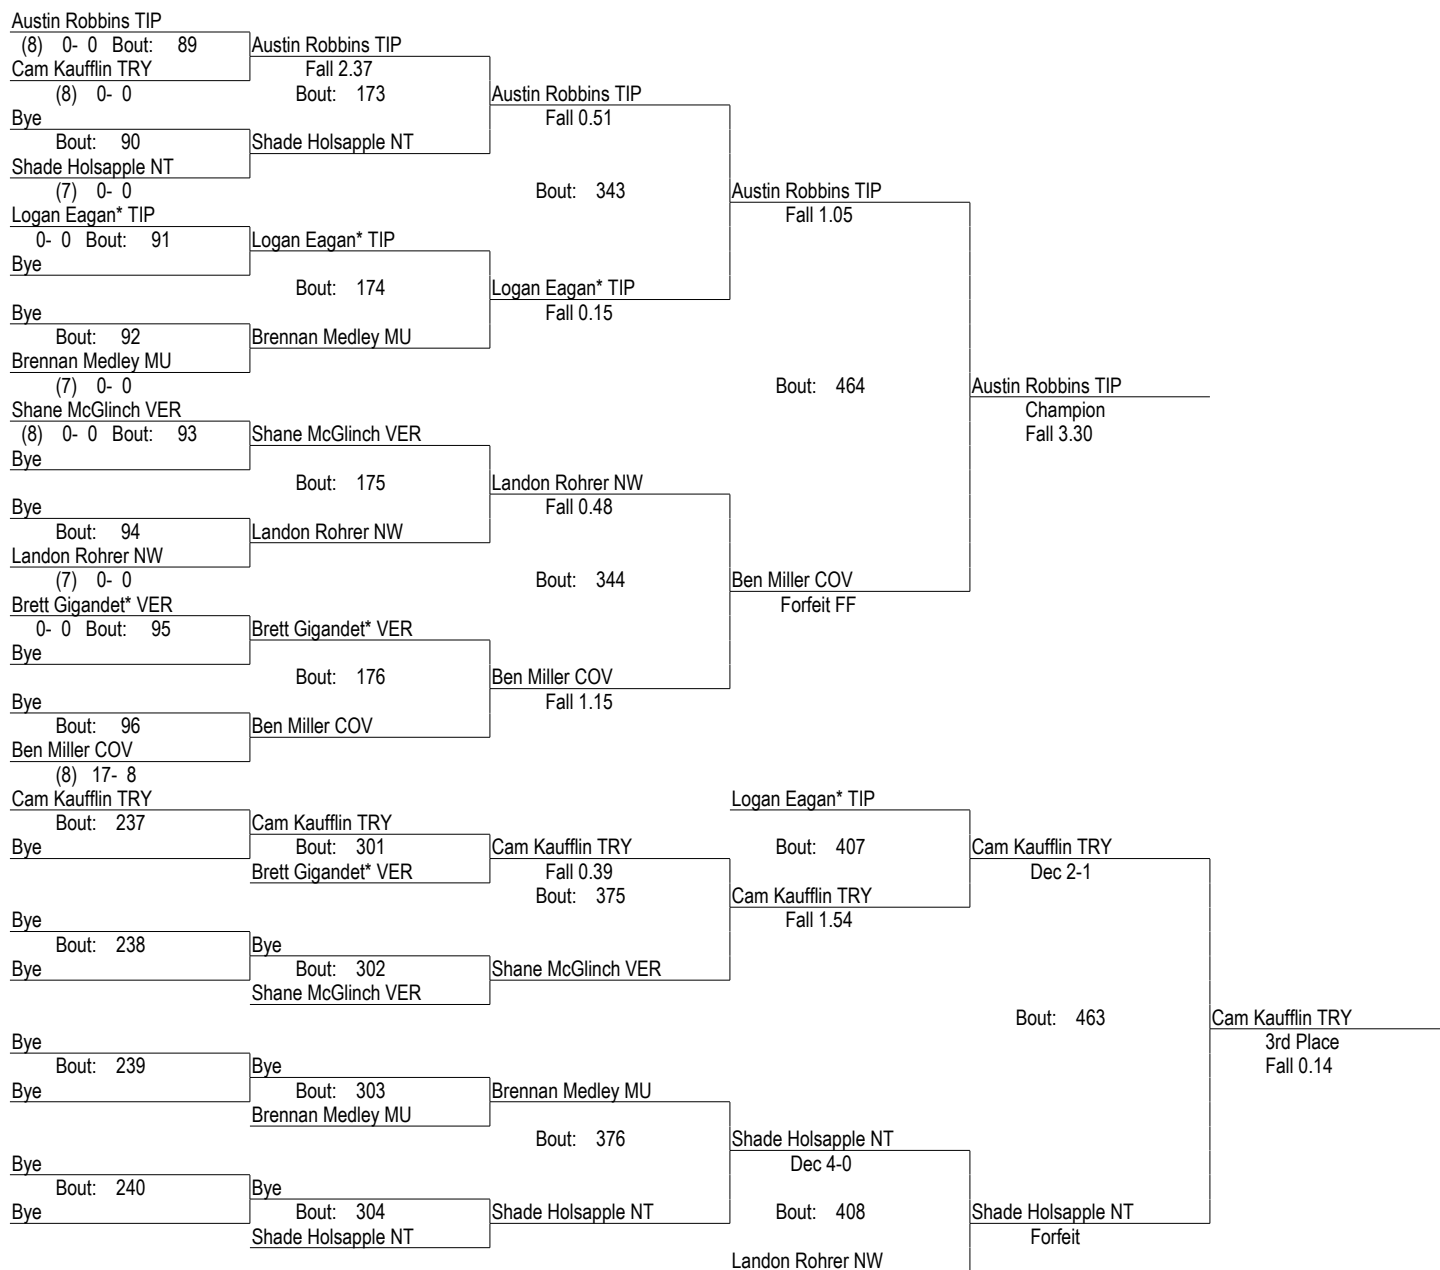 Austin Robbins TIP
(8) 0- 0 Bout: 89 Austin Robbins TIP
Cam Kaufflin TRY Fall 2.37
(8) 0- 0 Bout: 173 Austin Robbins TIP
Bye Fall 0.51
Bout: 90 Shade Holsapple NT
Shade Holsapple NT
(7) 0- 0 Bout: 343 Austin Robbins TIP
Logan Eagan* TIP Fall 1.05
0- 0 Bout: 91 Logan Eagan* TIP
Bye
Bout: 174 Logan Eagan* TIP
Bye Fall 0.15
Bout: 92 Brennan Medley MU
Brennan Medley MU
(7) 0- 0 Bout: 464 Austin Robbins TIP
Shane McGlinch VER Champion
(8) 0- 0 Bout: 93 Shane McGlinch VER Fall 3.30
Bye
Bout: 175 Landon Rohrer NW
Bye Fall 0.48
Bout: 94 Landon Rohrer NW
Landon Rohrer NW
(7) 0- 0 Bout: 344 Ben Miller COV
Brett Gigandet* VER Forfeit FF
0- 0 Bout: 95 Brett Gigandet* VER
Bye
Bout: 176 Ben Miller COV
Bye Fall 1.15
Bout: 96 Ben Miller COV
Ben Miller COV
(8) 17- 8
Cam Kaufflin TRY Logan Eagan* TIP
Bout: 237 Cam Kaufflin TRY
Bye Bout: 301 Cam Kaufflin TRY Bout: 407 Cam Kaufflin TRY
Brett Gigandet* VER Fall 0.39 Dec 2-1
Bout: 375 Cam Kaufflin TRY
Bye Fall 1.54
Bout: 238 Bye
Bye Bout: 302 Shane McGlinch VER
Shane McGlinch VER
Bout: 463 Cam Kaufflin TRY
Bye 3rd Place
Bout: 239 Bye Fall 0.14
Bye Bout: 303 Brennan Medley MU
Brennan Medley MU
Bout: 376 Shade Holsapple NT
Bye Dec 4-0
Bout: 240 Bye
Bye Bout: 304 Shade Holsapple NT Bout: 408 Shade Holsapple NT
Shade Holsapple NT Forfeit
Landon Rohrer NW